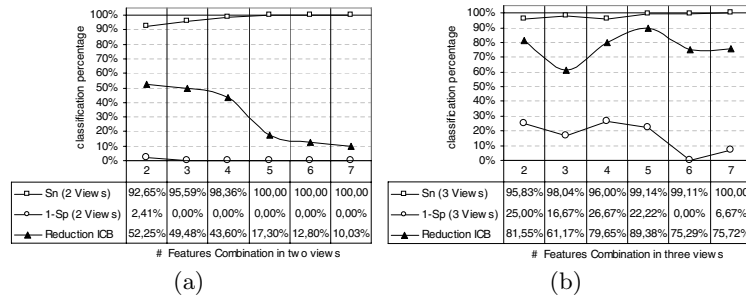 classification percentage
100%
90%
80%
70%
60%
50%
40%
30%
20%
10%
0%
2 3 4 5 6 7
Sn (2 Views) 92,65% 95,59% 98,36% 100,00 100,00 100,00
1-Sp (2 Views) 2,41% 0,00% 0,00% 0,00% 0,00% 0,00%
Reduction ICB 52,25% 49,48% 43,60% 17,30% 12,80% 10,03%
# Features Combination in two views
(a)
classification percentage
100%
90%
80%
70%
60%
50%
40%
30%
20%
10%
0%
2 3 4 5 6 7
Sn (3 Views) 95,83% 98,04% 96,00% 99,14% 99,11% 100,00
1-Sp (3 Views) 25,00% 16,67% 26,67% 22,22% 0,00% 6,67%
Reduction ICB 81,55% 61,17% 79,65% 89,38% 75,29% 75,72%
# Features Combination in three views
(b)